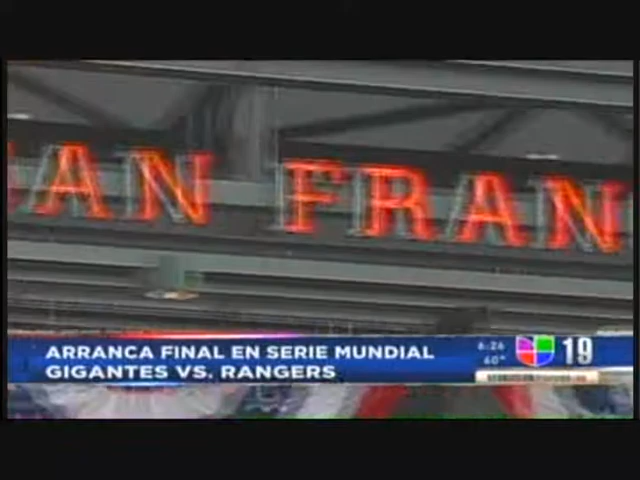 AN FRAN
ARRANCA FINAL EN SERIE MUNDIAL
GIGANTES VS. RANGERS
6:26
60°
19